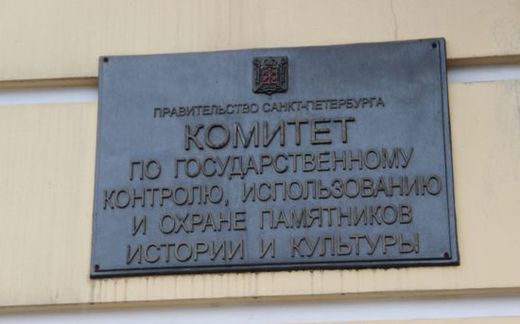 ПРАВИТЕЛЬСТВО САНКТ-ПЕТЕРБУРГА
КОМИТЕТ
ПО ГОСУДАРСТВЕННОМУ
КОНТРОЛЮ, ИСПОЛЬЗОВАНИЮ
И ОХРАНЕ ПАМЯТНИКОВ
ИСТОРИИ И КУЛЬТУРЫ